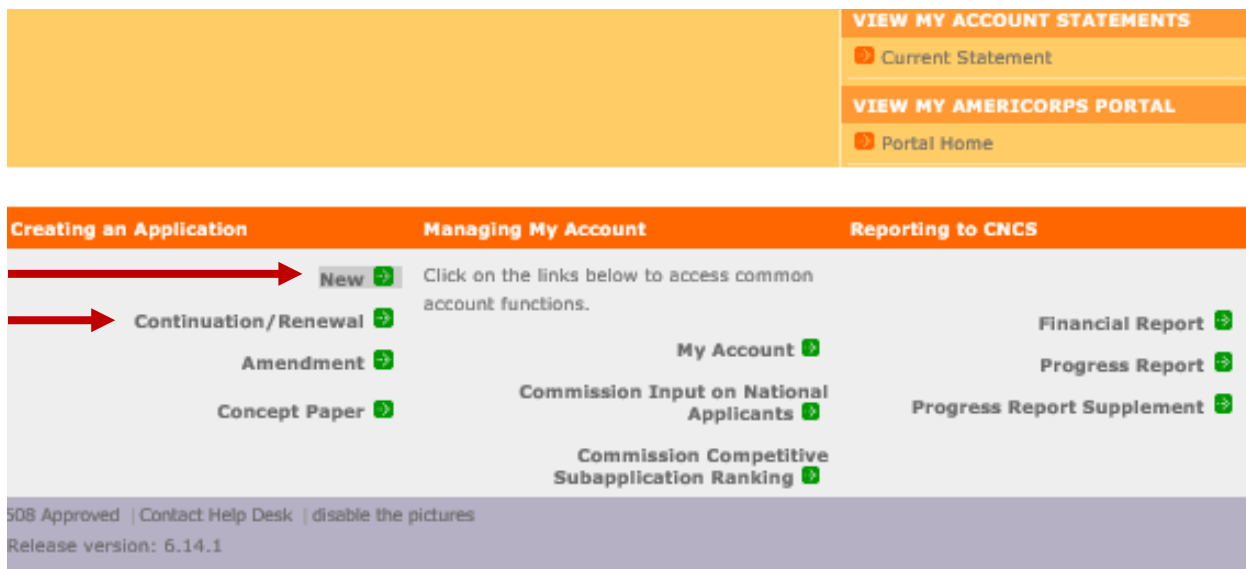 VIEW MY ACCOUNT STATEMENTS
Current Statement
VIEW MY AMERICORPS PORTAL
Portal Home
Creating an Application
New
Continuation/Renewal
Amendment
Concept Paper
Managing My Account
Click on the links below to access common
account functions.
My Account
Commission Input on National
Applicants
Commission Competitive
Subapplication Ranking
Reporting to CNCS
Financial Report
Progress Report
Progress Report Supplement
508 Approved | Contact Help Desk | disable the pictures
Release version: 6.14.1